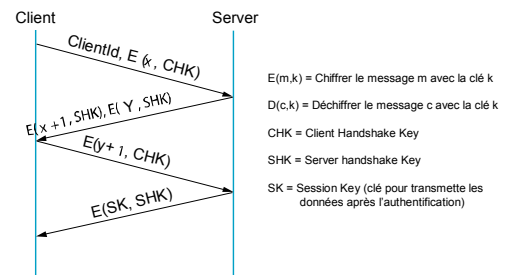 Client
Server
ClientId, E (x, CHK)
E(x+1,SHK), E( Y ,SHK)
E(y+1, CHK)
E(SK, SHK)
E(m,k) = Chiffrer le message m avec la clé k
D(c,k) = Déchiffrer le message c avec la clé k
CHK = Client Handshake Key
SHK = Server handshake Key
SK = Session Key (clé pour transmette les
données après l'authentification)